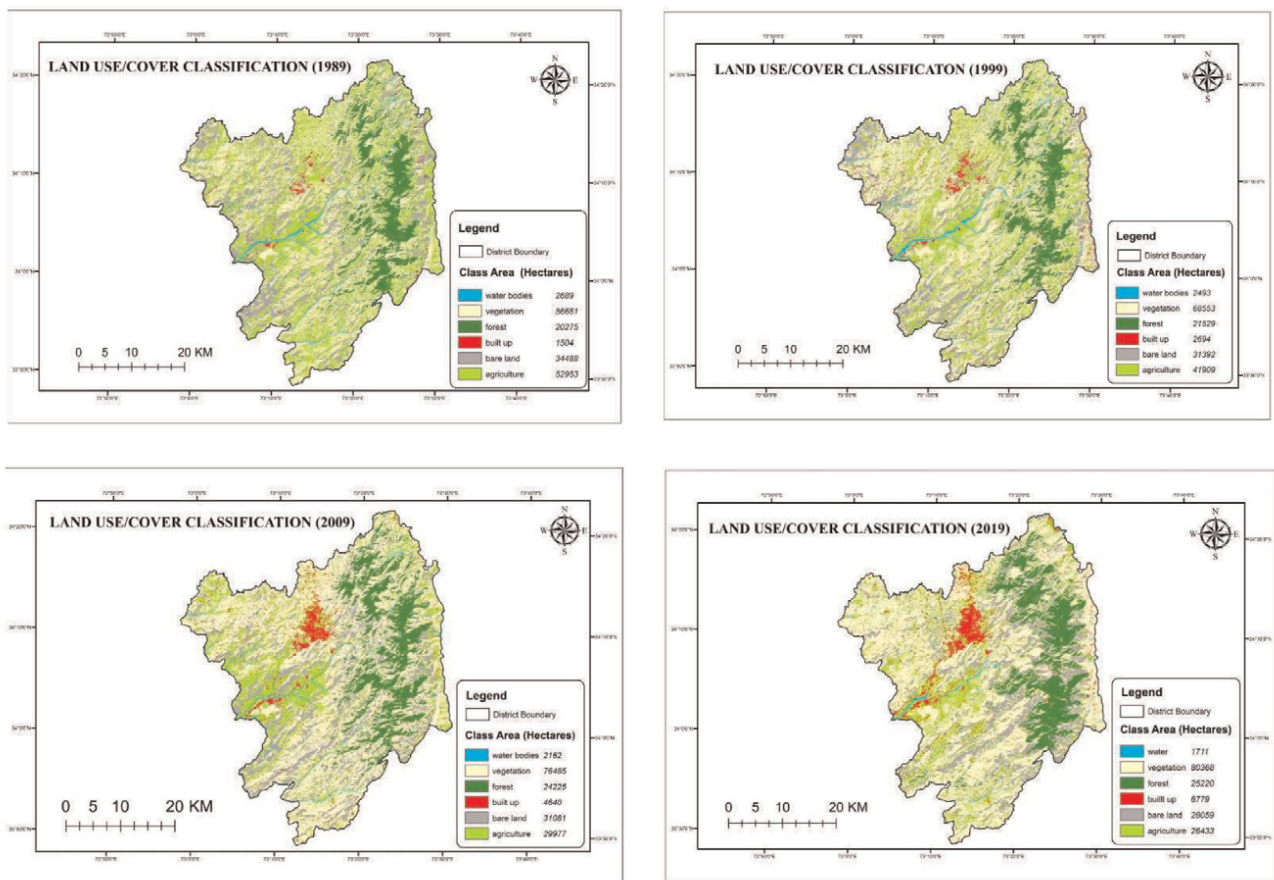 LAND USE/COVER CLASSIFICATION (1989)
N
W E
S
Legend
District Boundary
Class Area (Hectares)
water bodies 2689
vegetation 56661
forest 20275
built up 1504
bare land 34488
agriculture 52953
0 5 10 20 KM
LAND USE/COVER CLASSIFICATON (1999)
N
W E
S
Legend
District Boundary
Class Area (Hectares)
water bodies 2493
vegetation 68553
forest 21529
built up 2694
bare land 31392
agriculture 41909
0 5 10 20 KM
LAND USE/COVER CLASSIFICATION (2009)
N
W E
S
Legend
District Boundary
Class Area (Hectares)
water bodies 2162
vegetation 76485
forest 24225
built up 4640
bare land 31081
agriculture 29977
0 5 10 20 KM
LAND USE/COVER CLASSIFICATION (2019)
N
W E
S
Legend
District Boundary
Class Area (Hectares)
water 1711
vegetation 80368
forest 25220
buillt up 6779
bare land 28059
agriculture 26433
0 5 10 20 KM